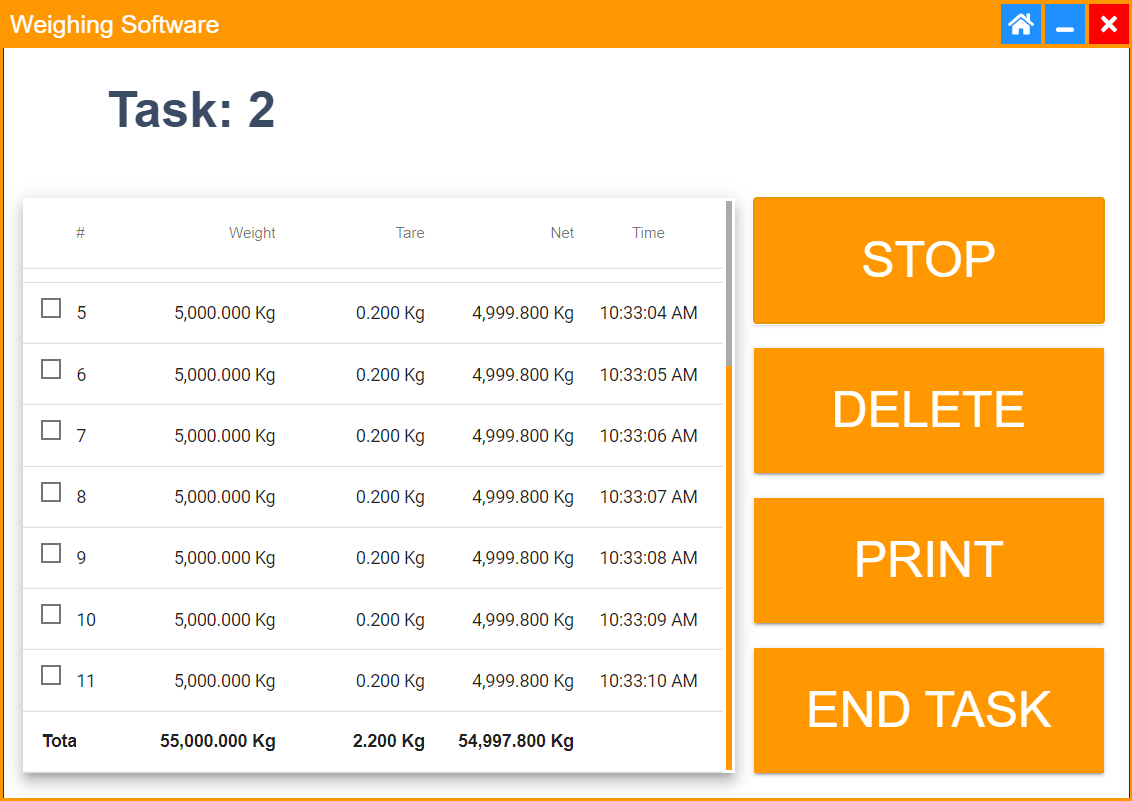 Weighing Software
Task: 2
# Weight Tare Net Time
5 5,000.000 Kg 0.200 Kg 4,999.800 Kg 10:33:04 AM
6 5,000.000 Kg 0.200 Kg 4,999.800 Kg 10:33:05 AM
7 5,000.000 Kg 0.200 Kg 4,999.800 Kg 10:33:06 AM
8 5,000.000 Kg 0.200 Kg 4,999.800 Kg 10:33:07 AM
9 5,000.000 Kg 0.200 Kg 4,999.800 Kg 10:33:08 AM
10 5,000.000 Kg 0.200 Kg 4,999.800 Kg 10:33:09 AM
11 5,000.000 Kg 0.200 Kg 4,999.800 Kg 10:33:10 AM
Tota 55,000.000 Kg 2.200 Kg 54,997.800 Kg
STOP
DELETE
PRINT
END TASK